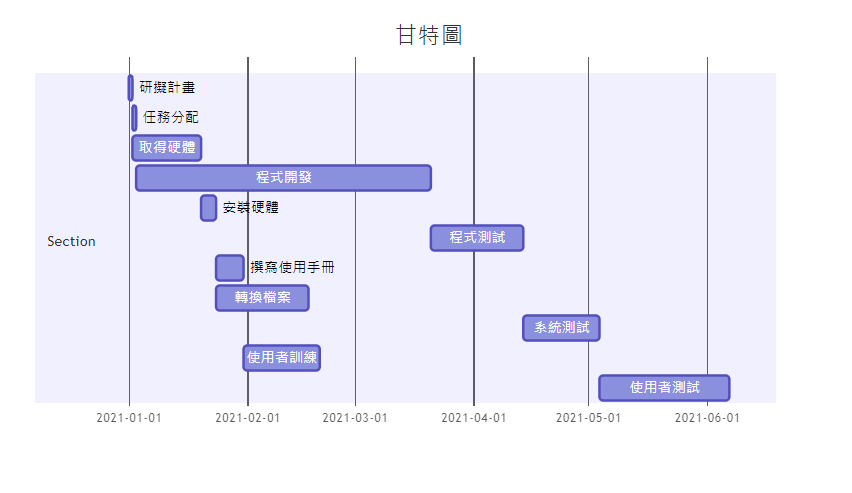 甘特圖
研擬計畫
任務分配
取得硬體
程式開發
安裝硬體
程式測試
Section
撰寫使用手冊
轉換檔案
系統測試
使用者訓練
使用者測試
2021-01-01 2021-02-01 2021-03-01 2021-04-01 2021-05-01 2021-06-01